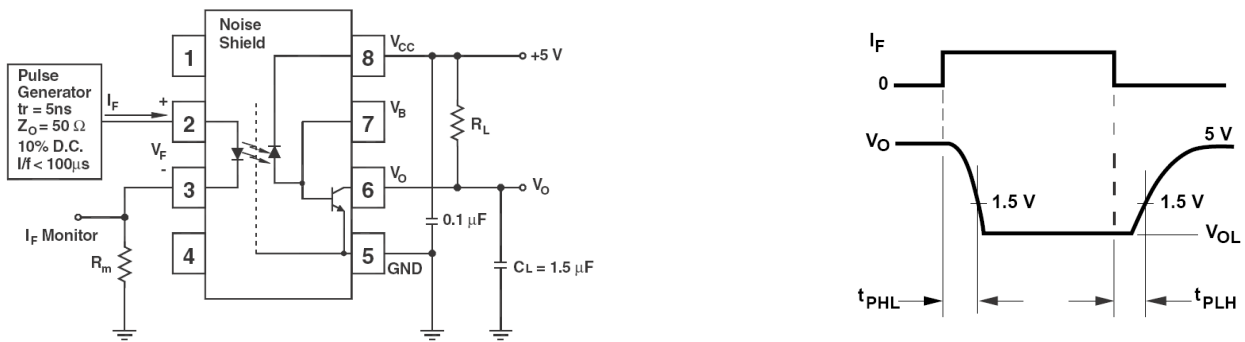 Noise
Shield
1
2
3
4
8
7
6
5
V_CC
V_B
V_O
GND
Pulse
Generator
tr = 5ns
Z_O = 50 Ω
10% D.C.
I/f < 100μs
I_F
+
V_F
-
I_F Monitor
R_m
+5 V
R_L
V_O
0.1 μF
C_L = 1.5 μF
I_F
0
V_O
5 V
1.5 V
1.5 V
V_OL
t_PHL
t_PLH